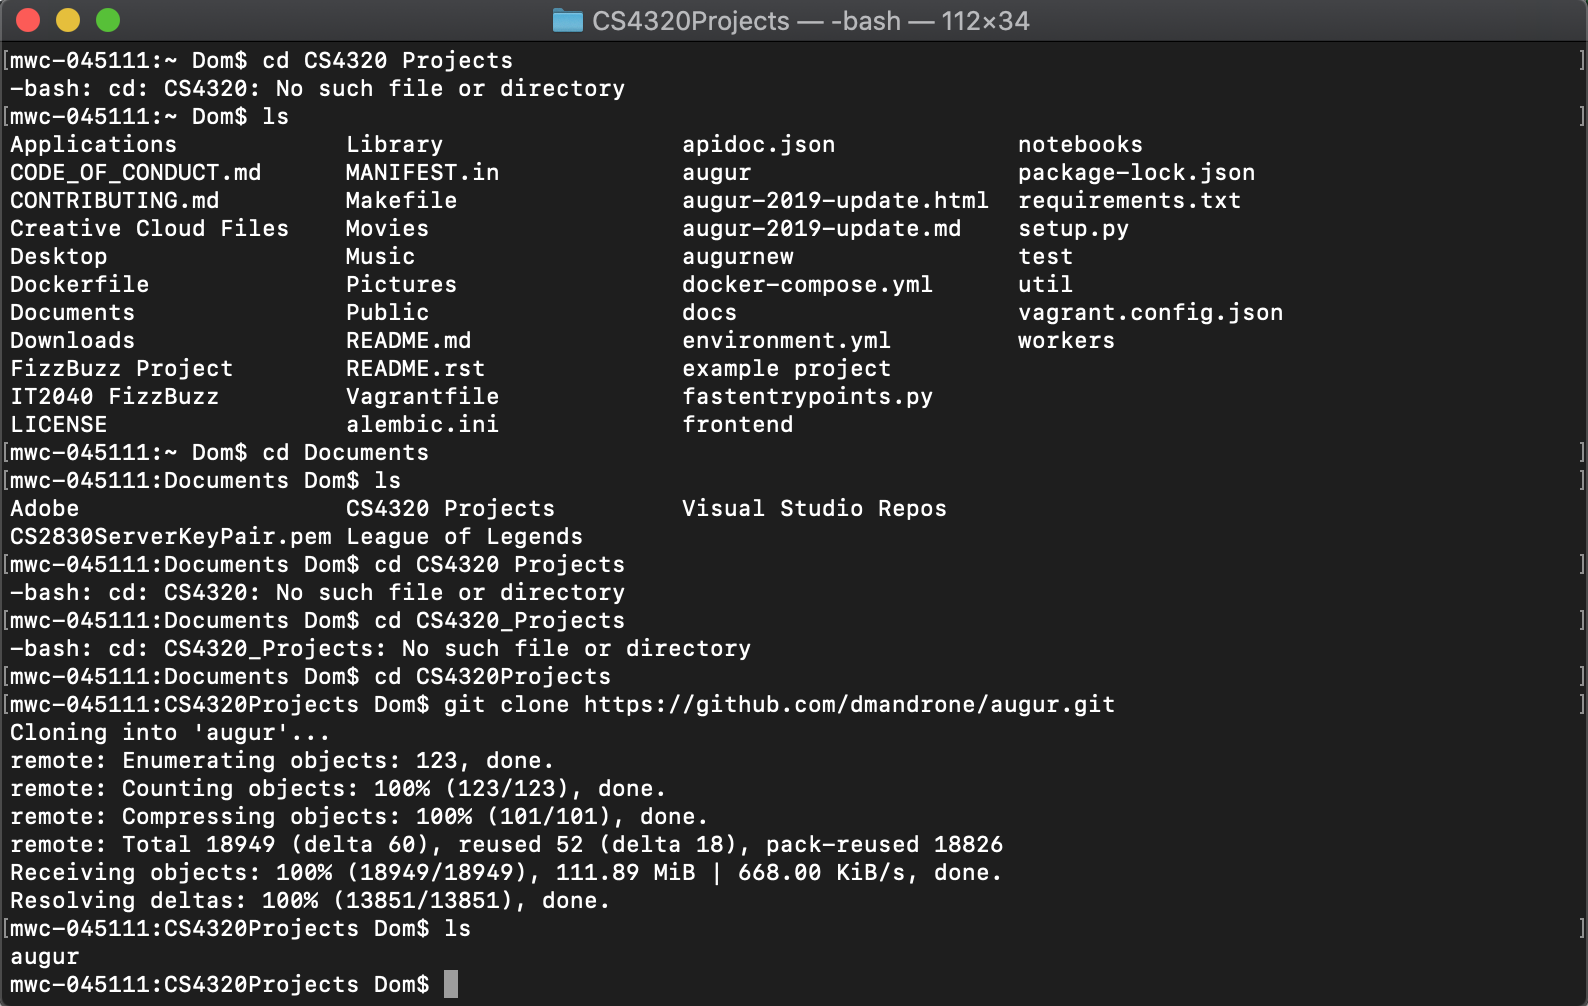 CS4320Projects — -bash — 112×34
[mwc-045111:~ Dom$ cd CS4320 Projects ]
-bash: cd: CS4320: No such file or directory
[mwc-045111:~ Dom$ ls ]
Applications Library apidoc.json notebooks
CODE_OF_CONDUCT.md MANIFEST.in augur package-lock.json
CONTRIBUTING.md Makefile augur-2019-update.html requirements.txt
Creative Cloud Files Movies augur-2019-update.md setup.py
Desktop Music augurnew test
Dockerfile Pictures docker-compose.yml util
Documents Public docs vagrant.config.json
Downloads README.md environment.yml workers
FizzBuzz Project README.rst example project
IT2040 FizzBuzz Vagrantfile fastentrypoints.py
LICENSE alembic.ini frontend
[mwc-045111:~ Dom$ cd Documents ]
[mwc-045111:Documents Dom$ ls ]
Adobe CS4320 Projects Visual Studio Repos
CS2830ServerKeyPair.pem League of Legends
[mwc-045111:Documents Dom$ cd CS4320 Projects ]
-bash: cd: CS4320: No such file or directory
[mwc-045111:Documents Dom$ cd CS4320_Projects ]
-bash: cd: CS4320_Projects: No such file or directory
[mwc-045111:Documents Dom$ cd CS4320Projects ]
[mwc-045111:CS4320Projects Dom$ git clone https://github.com/dmandrone/augur.git ]
Cloning into 'augur'...
remote: Enumerating objects: 123, done.
remote: Counting objects: 100% (123/123), done.
remote: Compressing objects: 100% (101/101), done.
remote: Total 18949 (delta 60), reused 52 (delta 18), pack-reused 18826
Receiving objects: 100% (18949/18949), 111.89 MiB | 668.00 KiB/s, done.
Resolving deltas: 100% (13851/13851), done.
[mwc-045111:CS4320Projects Dom$ ls ]
augur
mwc-045111:CS4320Projects Dom$